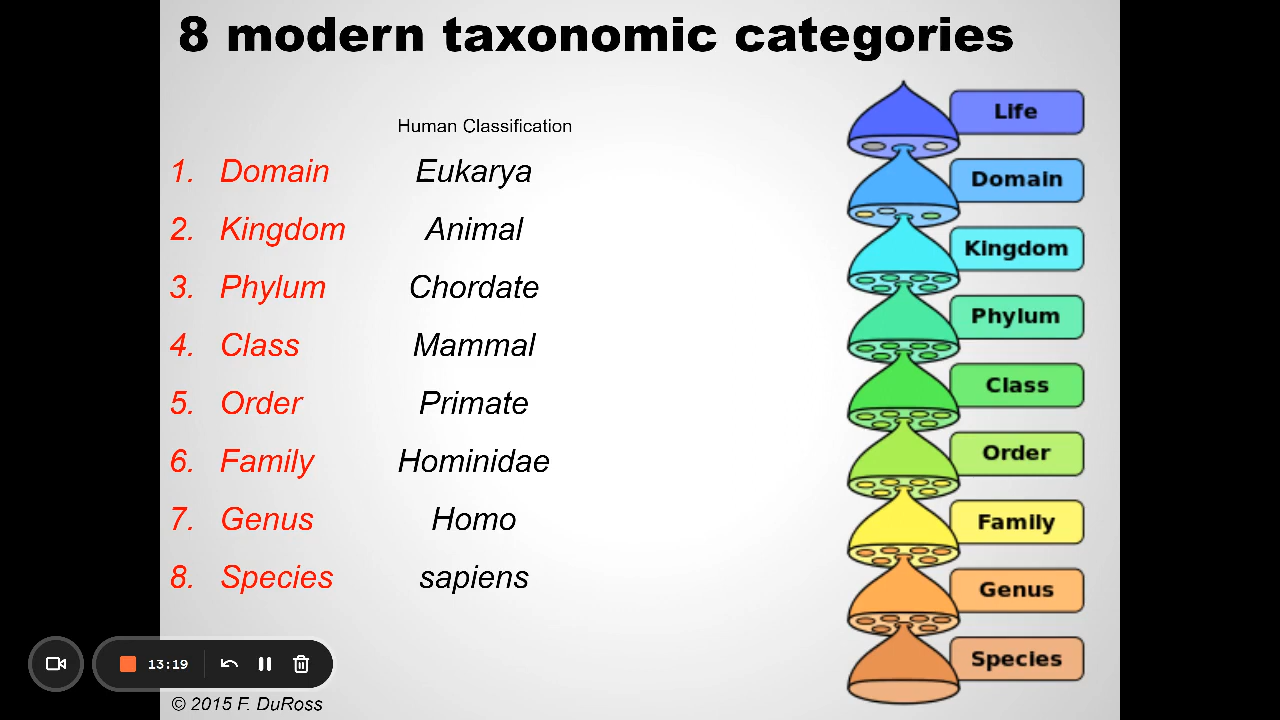 8 modern taxonomic categories
Human Classification
1. Domain Eukarya
2. Kingdom Animal
3. Phylum Chordate
4. Class Mammal
5. Order Primate
6. Family Hominidae
7. Genus Homo
8. Species sapiens
Life
Domain
Kingdom
Phylum
Class
Order
Family
Genus
Species
13:19
© 2015 F. DuRoss